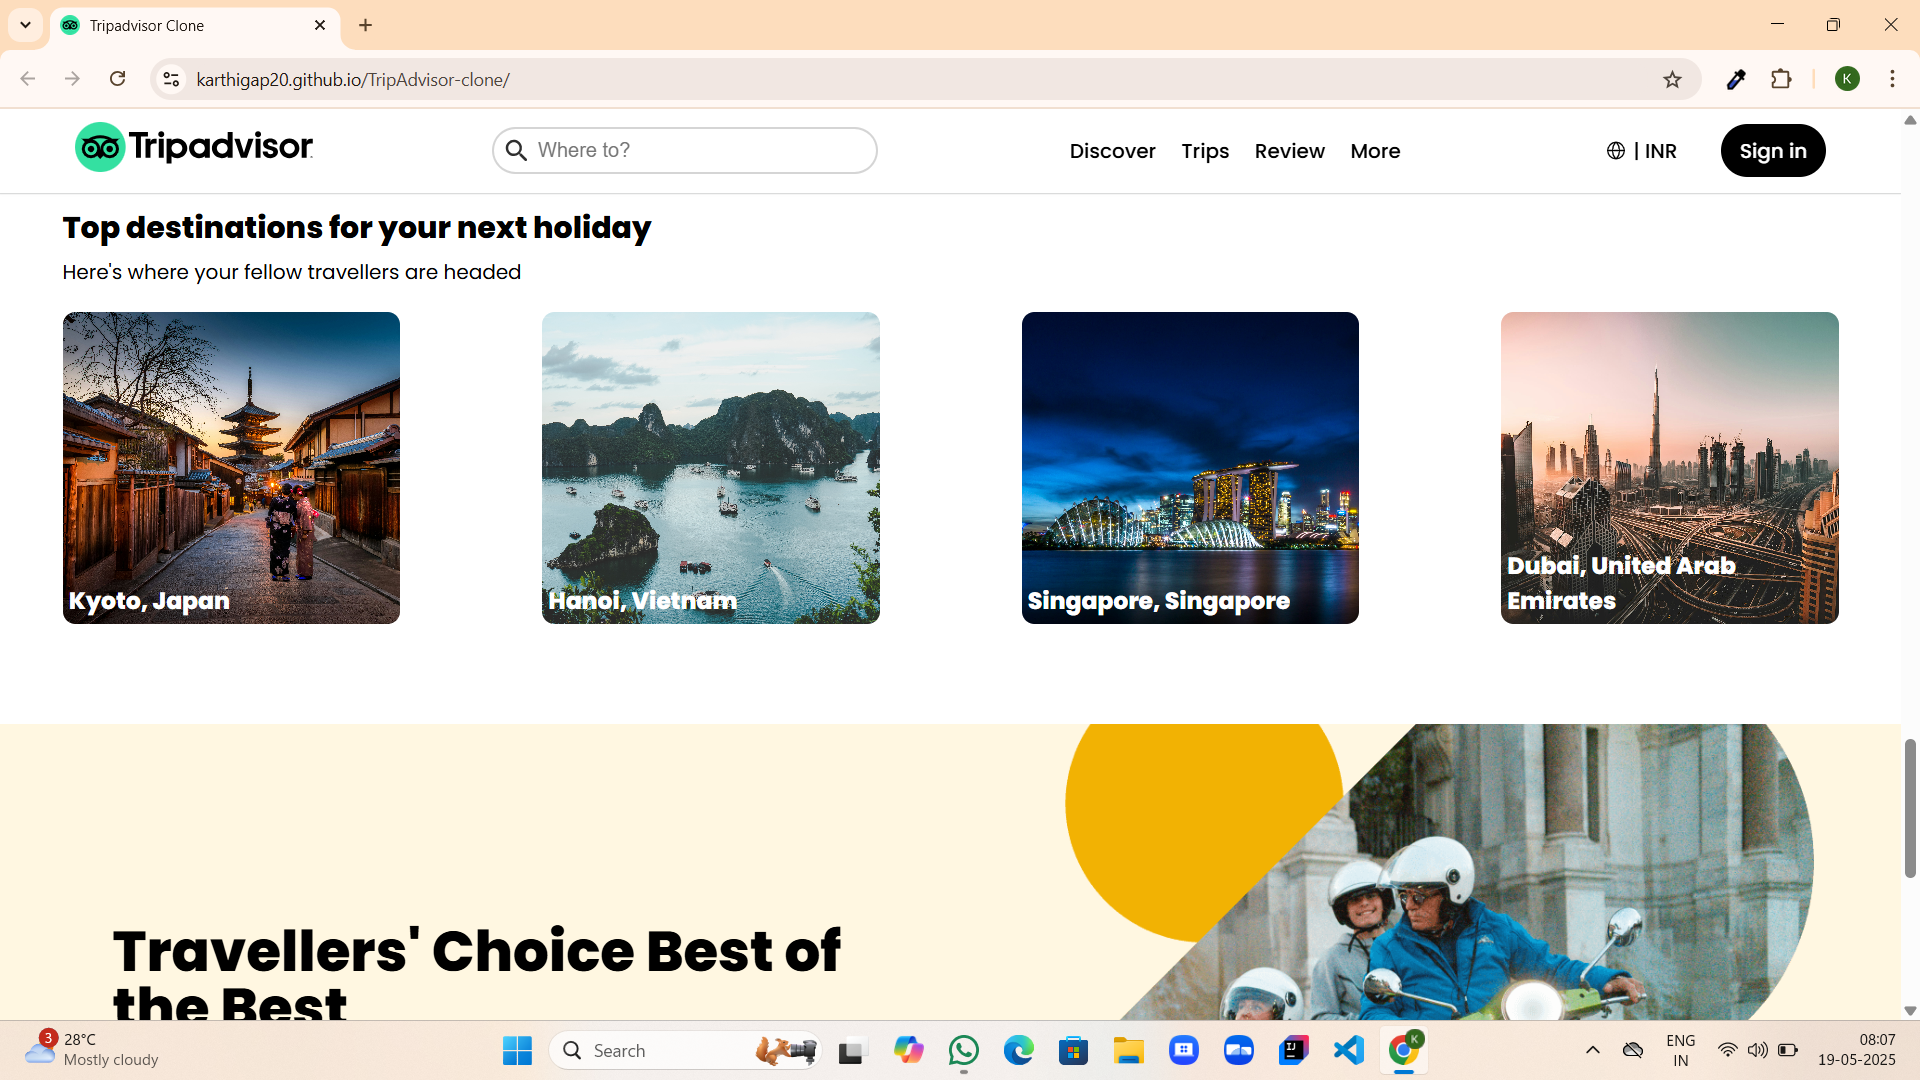 Tripadvisor Clone
karthigap20.github.io/TripAdvisor-clone/
K
Tripadvisor
Where to?
Discover Trips Review More
| INR
Sign in
Top destinations for your next holiday
Here's where your fellow travellers are headed
Kyoto, Japan
Hanoi, Vietnam
Singapore, Singapore
Dubai, United Arab
Emirates
Travellers' Choice Best of
the Best
3
28°C
Mostly cloudy
Search
IJ
K
ENG
IN
08:07
19-05-2025